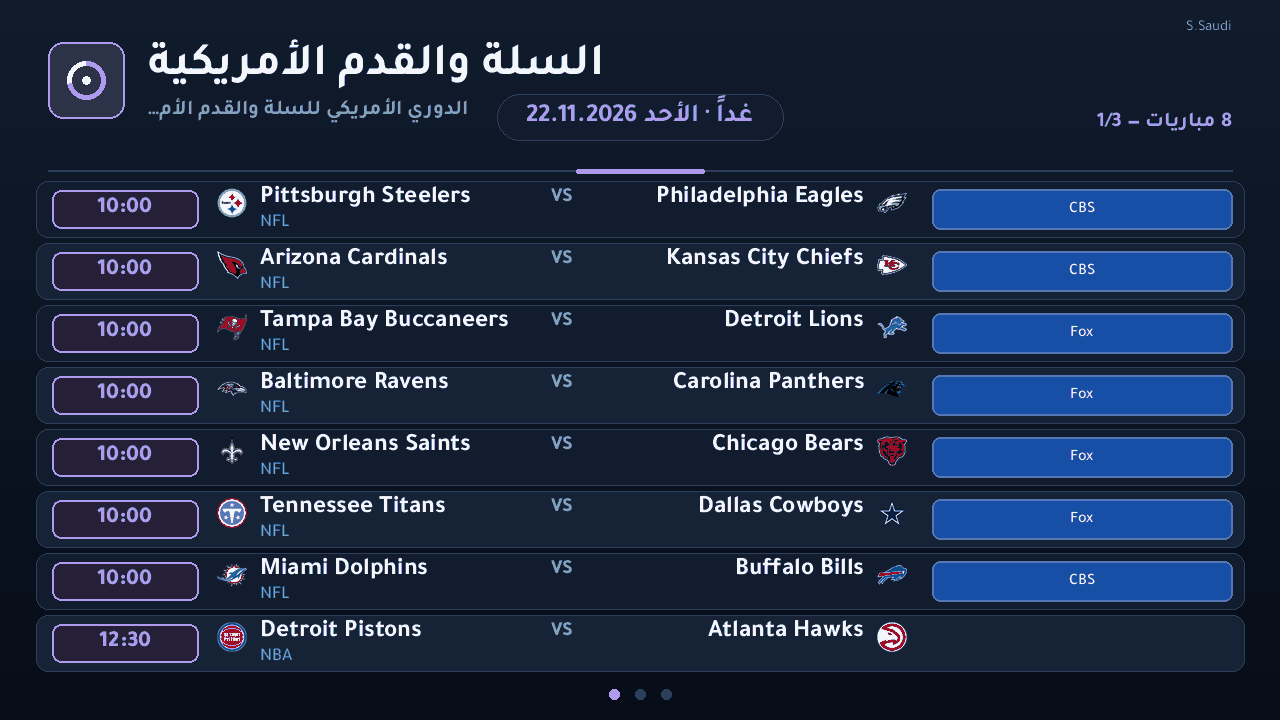 S.Saudi
السلة والقدم الأمريكية
الدوري الأمريكي للسلة والقدم الأم...
غداً · الأحد 22.11.2026
8 مباريات – 1/3
10:00 Pittsburgh Steelers VS Philadelphia Eagles CBS
NFL
10:00 Arizona Cardinals VS Kansas City Chiefs CBS
NFL
10:00 Tampa Bay Buccaneers VS Detroit Lions Fox
NFL
10:00 Baltimore Ravens VS Carolina Panthers Fox
NFL
10:00 New Orleans Saints VS Chicago Bears Fox
NFL
10:00 Tennessee Titans VS Dallas Cowboys Fox
NFL
10:00 Miami Dolphins VS Buffalo Bills CBS
NFL
12:30 Detroit Pistons VS Atlanta Hawks
NBA